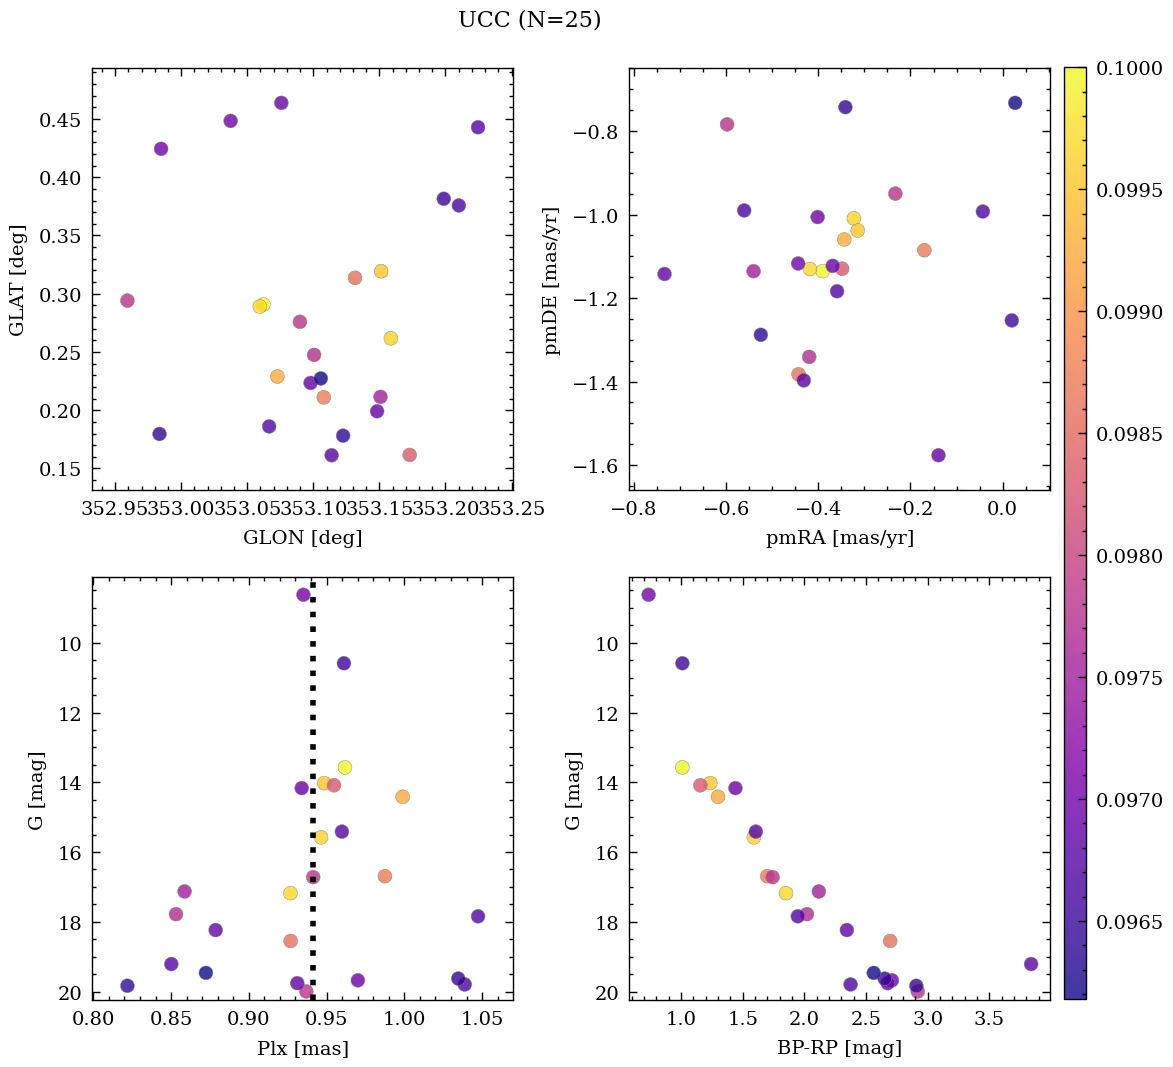 UCC (N=25)
0.45
0.40
0.35
0.30
0.25
0.20
0.15
GLAT [deg]
352.95353.00353.05353.10353.15353.20353.25
GLON [deg]
−0.8
−1.0
−1.2
−1.4
−1.6
pmDE [mas/yr]
−0.8 −0.6 −0.4 −0.2 0.0
pmRA [mas/yr]
10
12
14
16
18
20
G [mag]
0.80 0.85 0.90 0.95 1.00 1.05
Plx [mas]
10
12
14
16
18
20
G [mag]
1.0 1.5 2.0 2.5 3.0 3.5
BP-RP [mag]
0.1000
0.0995
0.0990
0.0985
0.0980
0.0975
0.0970
0.0965